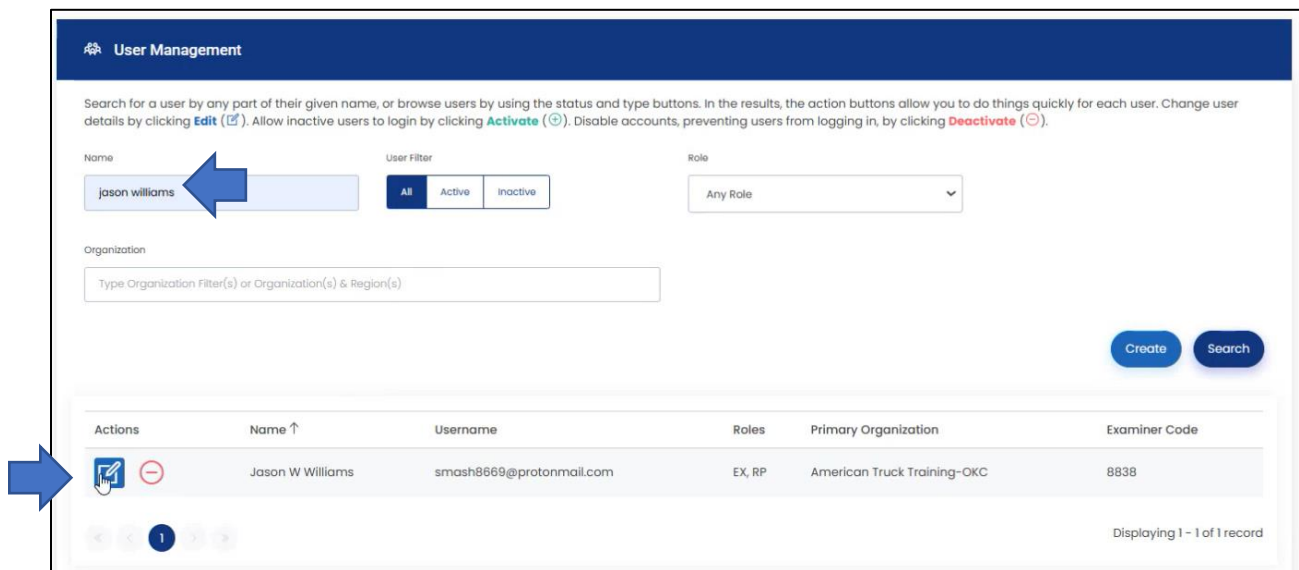 User Management
Search for a user by any part of their given name, or browse users by using the status and type buttons. In the results, the action buttons allow you to do things quickly for each user. Change user
details by clicking Edit ( ). Allow inactive users to login by clicking Activate ( ). Disable accounts, preventing users from logging in, by clicking Deactivate ( ).
Name User Filter Role
jason williams All Active Inactive Any Role
Organization
Type Organization Filter(s) or Organization(s) & Region(s)
Create Search
Actions Name ↑ Username Roles Primary Organization Examiner Code
Jason W Williams smash8669@protonmail.com EX, RP American Truck Training-OKC 8838
« < 1 > » Displaying 1 - 1 of 1 record